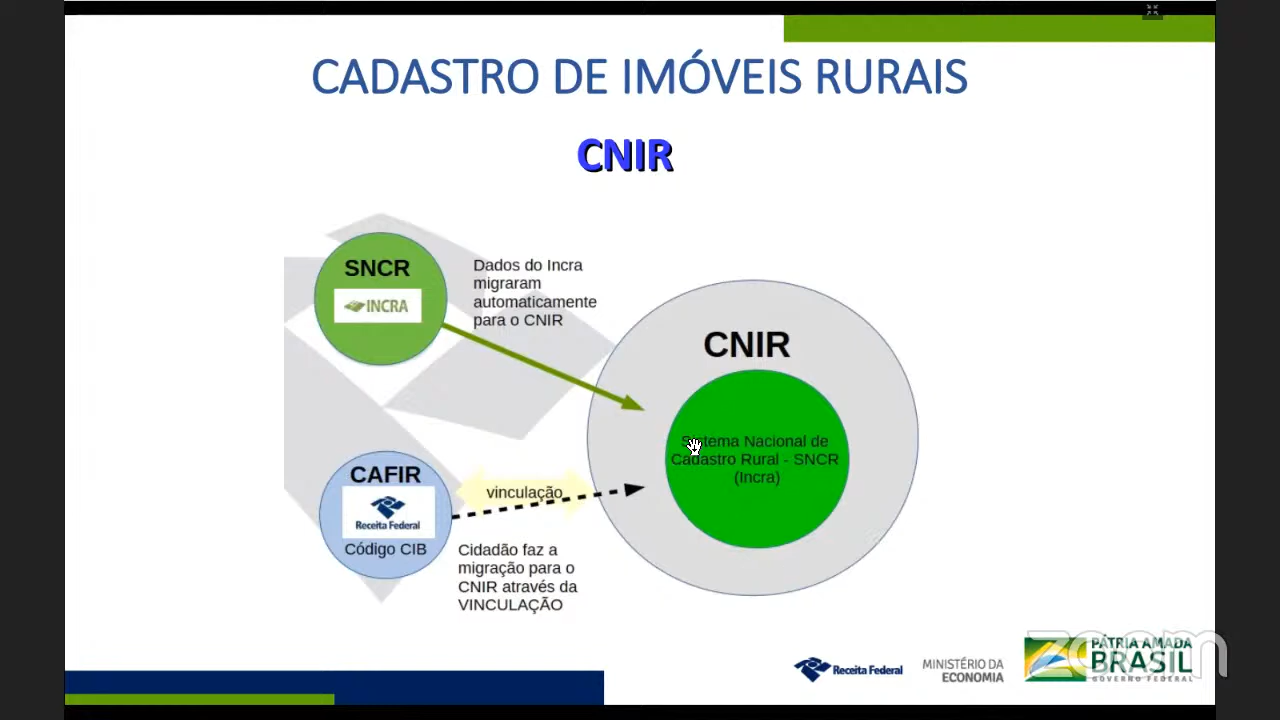 CADASTRO DE IMÓVEIS RURAIS
CNIR
SNCR
INCRA
Dados do Incra
migraram
automaticamente
para o CNIR
CNIR
Sistema Nacional de
Cadastro Rural - SNCR
(Incra)
CAFIR
Receita Federal
Código CIB
vinculação
Cidadão faz a
migração para o
CNIR através da
VINCULAÇÃO
Receita Federal
MINISTÉRIO DA
ECONOMIA
PÁTRIA AMADA
BRASIL
GOVERNO FEDERAL
zoom